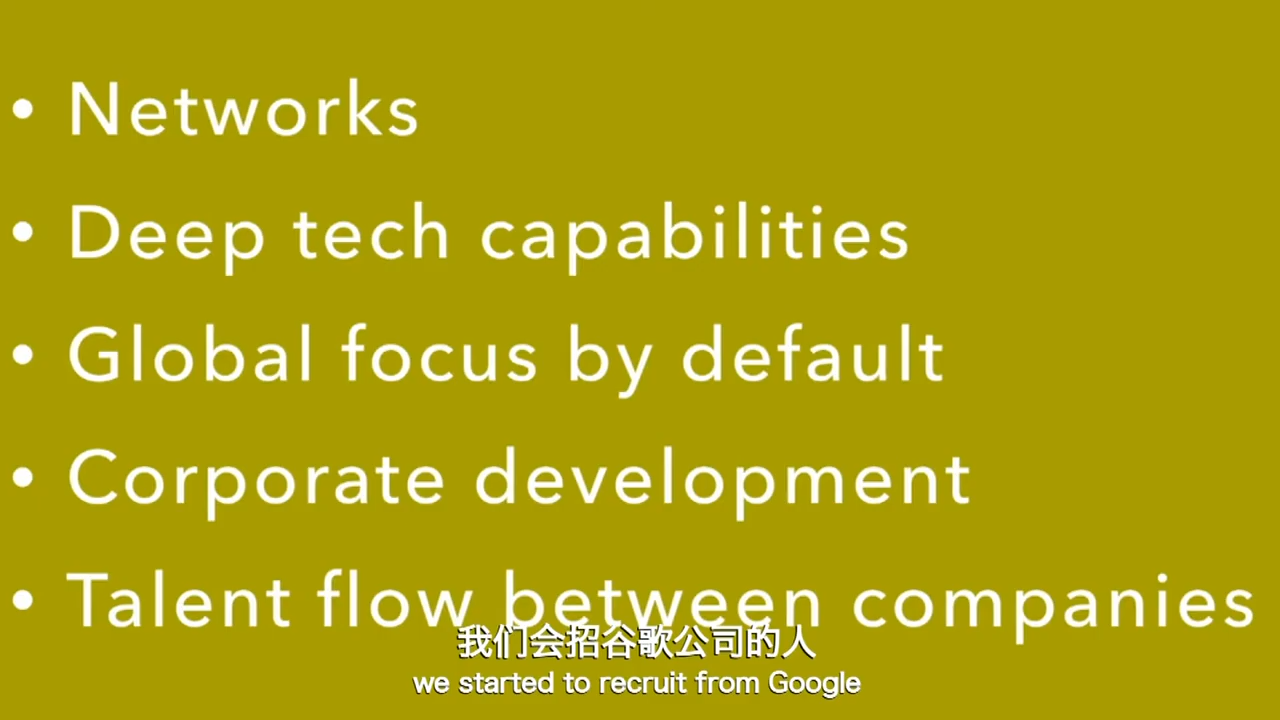 • Networks
• Deep tech capabilities
• Global focus by default
• Corporate development
• Talent flow between companies
我们会招谷歌公司的人
we started to recruit from Google